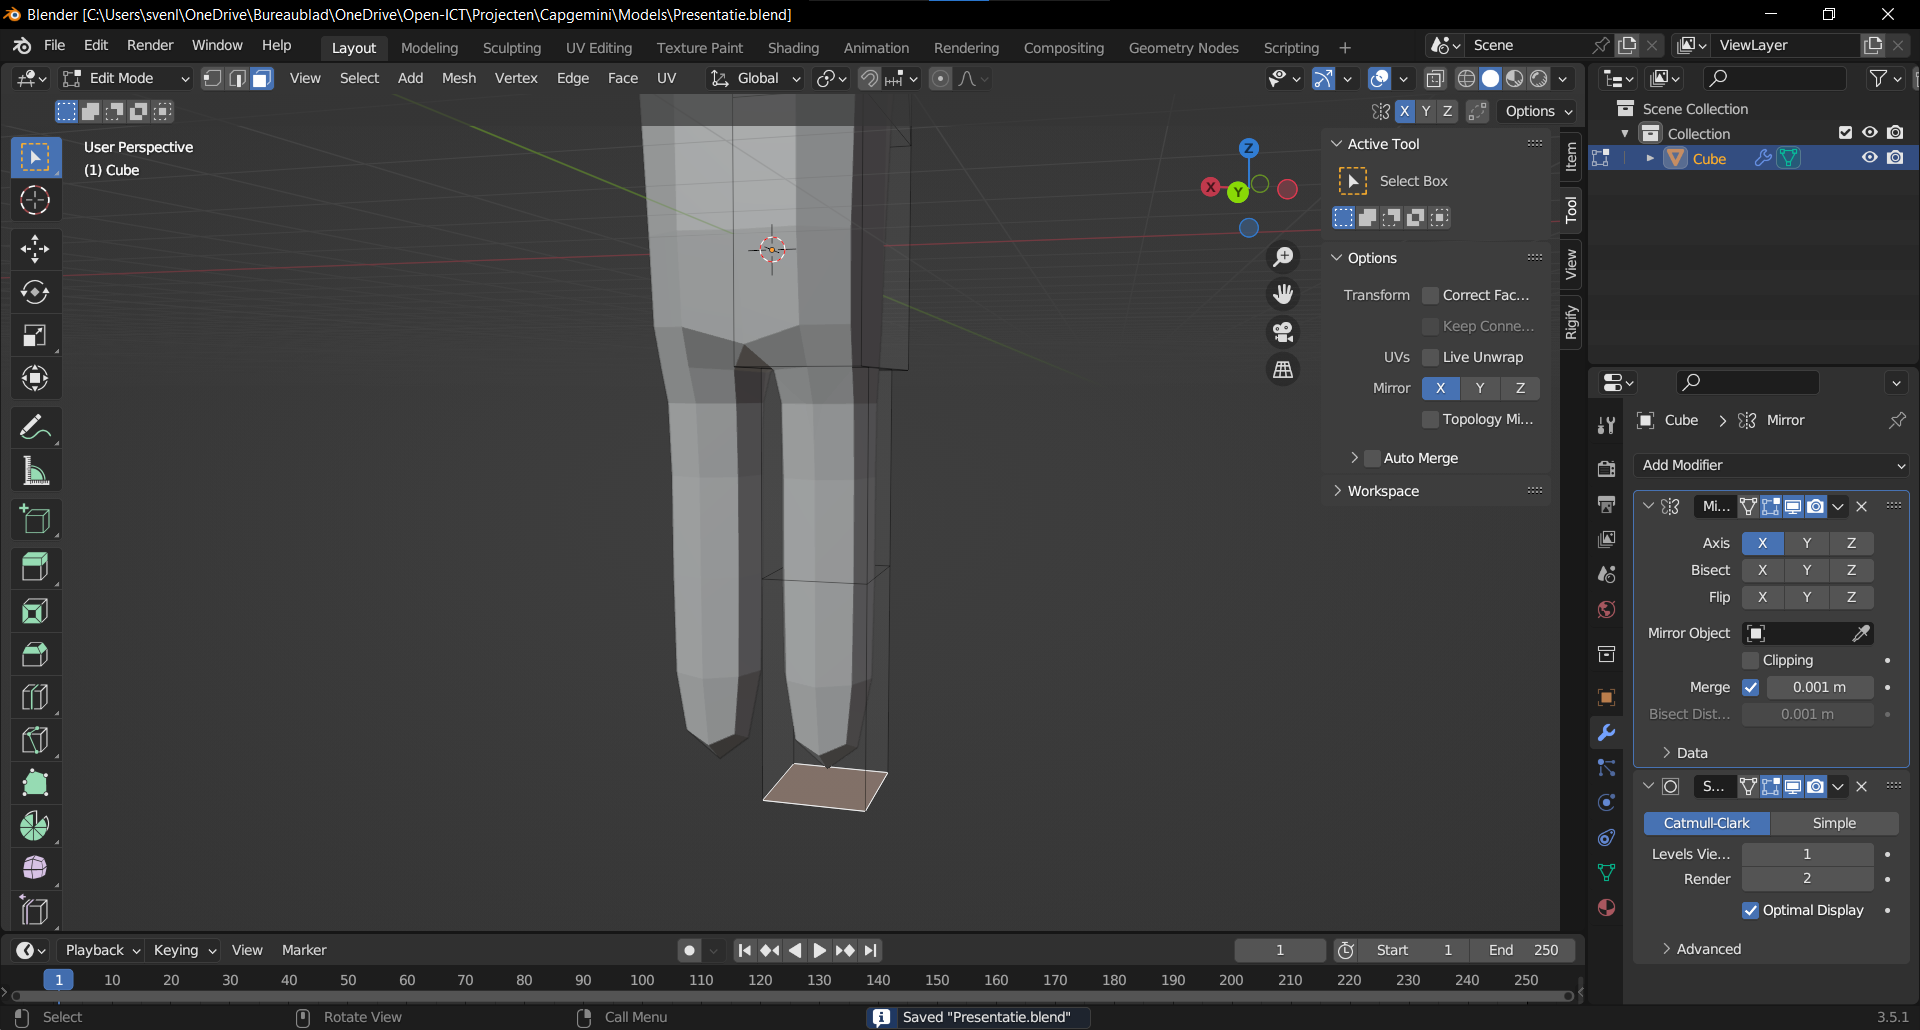 Blender [C:\Users\svenl\OneDrive\Bureaublad\OneDrive\Open-ICT\Projecten\Capgemini\Models\Presentatie.blend]
File Edit Render Window Help Layout Modeling Sculpting UV Editing Texture Paint Shading Animation Rendering Compositing Geometry Nodes Scripting + Scene ViewLayer
Edit Mode View Select Add Mesh Vertex Edge Face UV Global
X Y Z Options
User Perspective
(1) Cube
Z
X
Y
Active Tool
Select Box
Options
Transform Correct Fac...
Keep Conne...
UVs Live Unwrap
Mirror X Y Z
Topology Mi...
Auto Merge
Workspace
Item
Tool
View
Rigify
Scene Collection
Collection
Cube
Cube > Mirror
Add Modifier
Mi...
Axis X Y Z
Bisect X Y Z
Flip X Y Z
Mirror Object
Clipping
Merge 0.001 m
Bisect Dist... 0.001 m
Data
S...
Catmull-Clark Simple
Levels Vie... 1
Render 2
Optimal Display
Advanced
Playback Keying View Marker 1 Start 1 End 250
1 10 20 30 40 50 60 70 80 90 100 110 120 130 140 150 160 170 180 190 200 210 220 230 240 250
Select Rotate View Call Menu Saved "Presentatie.blend" 3.5.1